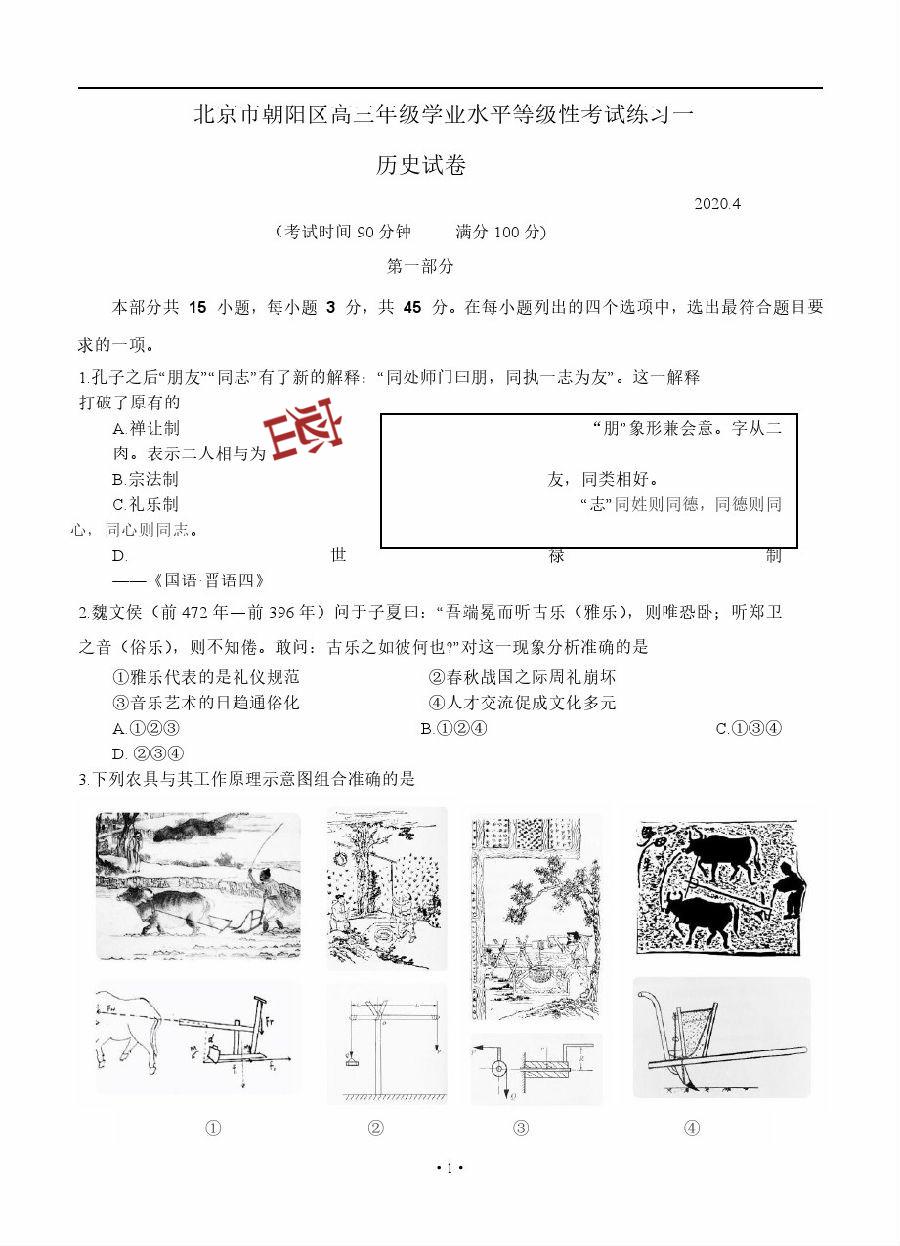 北京市朝阳区高三年级学业水平等级性考试练习一
历史试卷
2020.4
（考试时间 90 分钟 满分 100 分)
第一部分
本部分共 15 小题，每小题 3 分，共 45 分。在每小题列出的四个选项中，选出最符合题目要
求的一项。
1.孔子之后“朋友”“同志”有了新的解释：“同处师门曰朋，同执一志为友”。这一解释
打破了原有的
A.禅让制 “朋”象形兼会意。字从二
肉。表示二人相与为
B.宗法制 友，同类相好。
C.礼乐制 “志”同姓则同德，同德则同
心，同心则同志。
D. 世 禄 制
——《国语·晋语四》
2.魏文侯（前 472 年—前 396 年）问于子夏曰：“吾端冕而听古乐（雅乐），则唯恐卧；听郑卫
之音（俗乐），则不知倦。敢问：古乐之如彼何也?”对这一现象分析准确的是
①雅乐代表的是礼仪规范 ②春秋战国之际周礼崩坏
③音乐艺术的日趋通俗化 ④人才交流促成文化多元
A.①②③ B.①②④ C.①③④
D. ②③④
3.下列农具与其工作原理示意图组合准确的是
① ② ③ ④
·1·